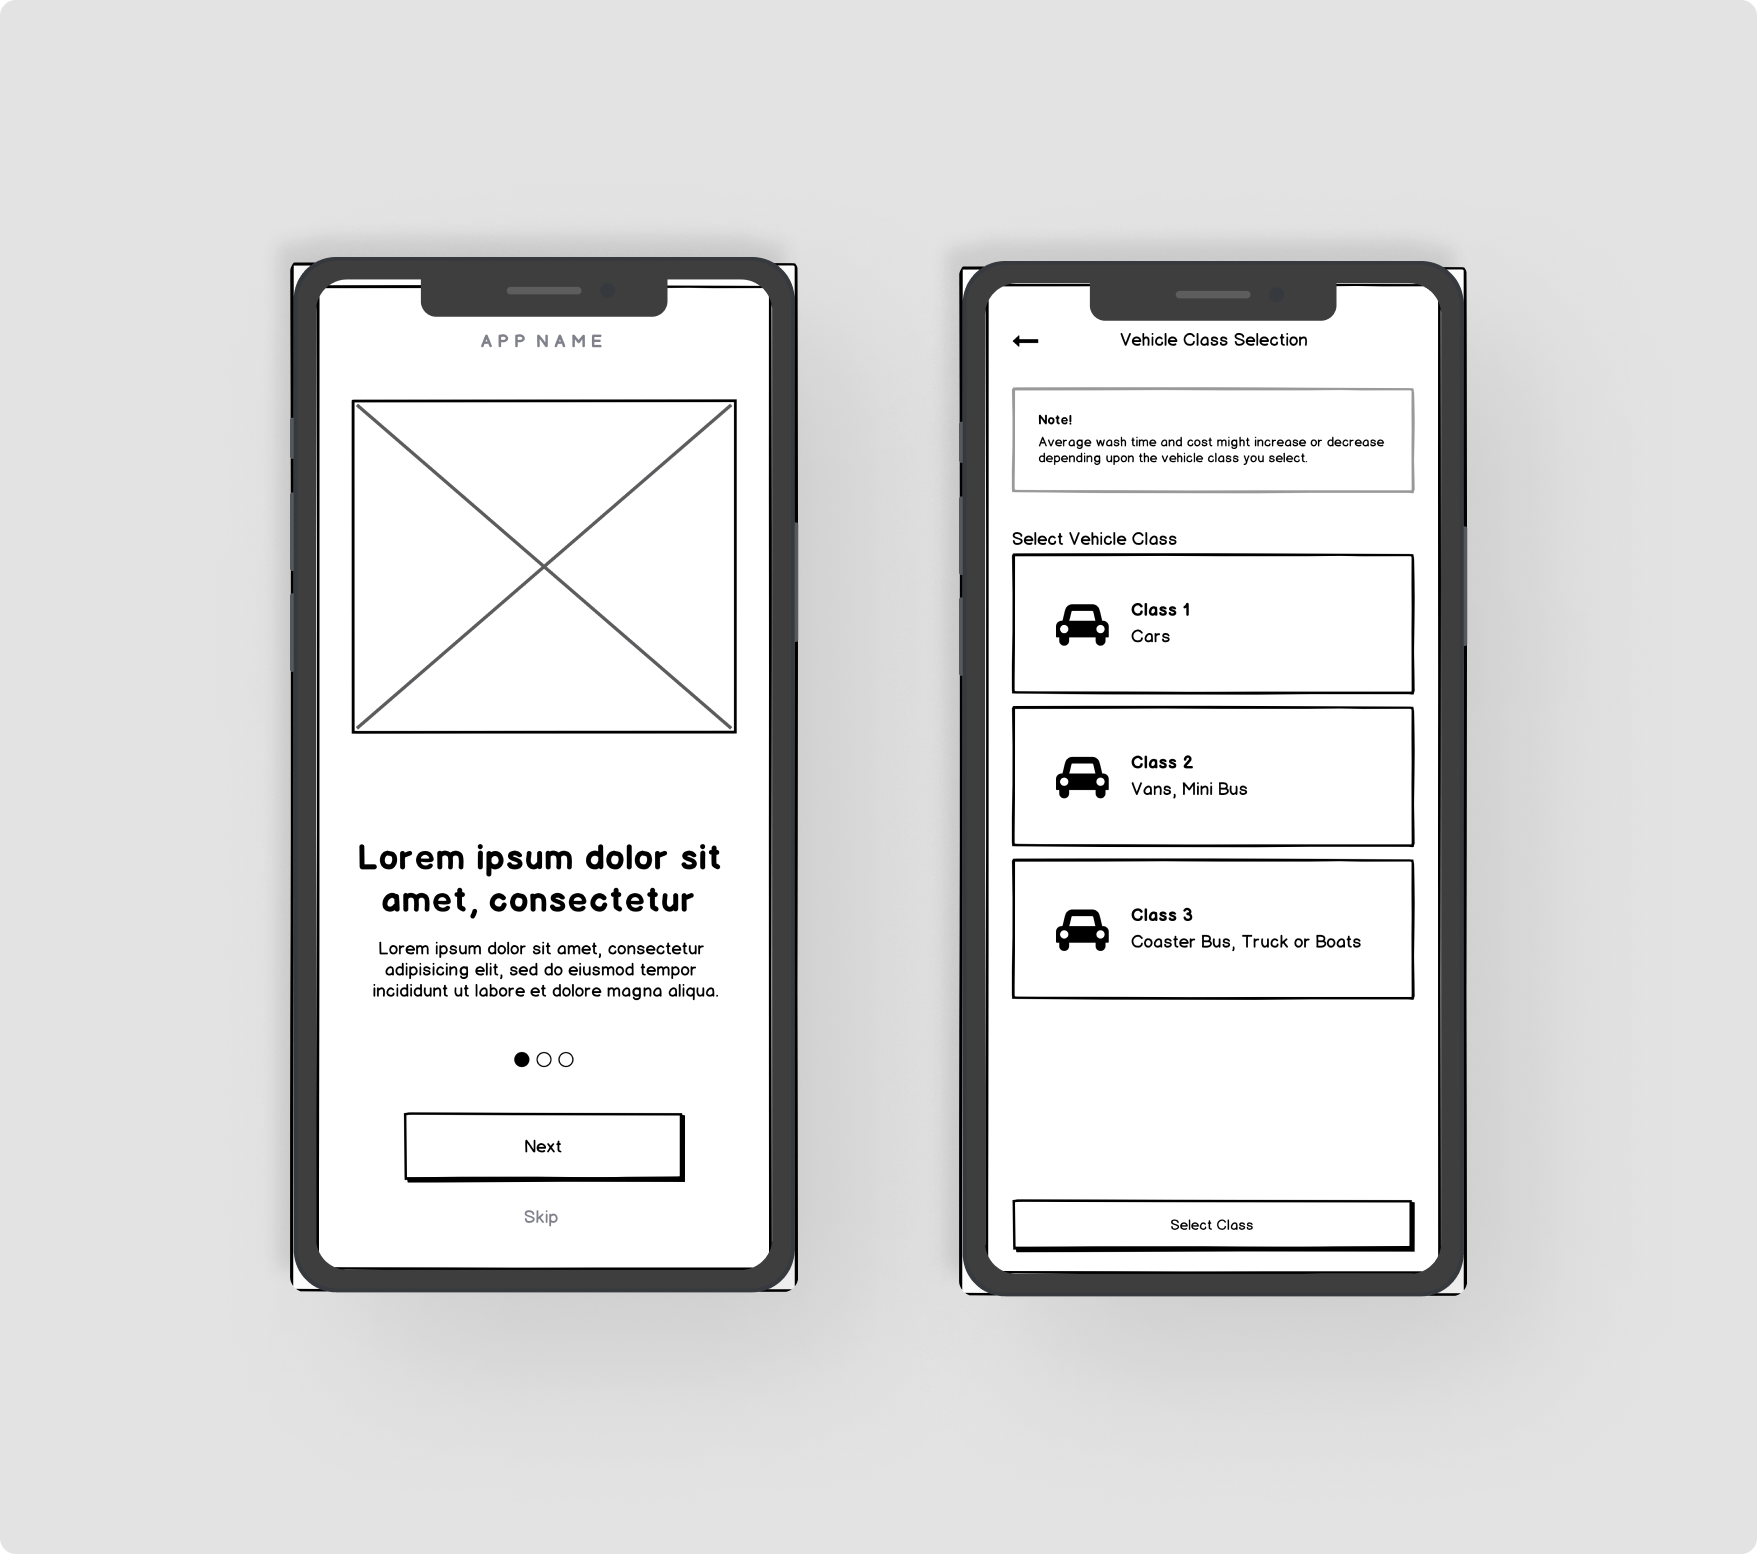 APP NAME
Lorem ipsum dolor sit
amet, consectetur
Lorem ipsum dolor sit amet, consectetur
adipisicing elit, sed do eiusmod tempor
incididunt ut labore et dolore magna aliqua.
Next
Skip
Vehicle Class Selection
Note!
Average wash time and cost might increase or decrease
depending upon the vehicle class you select.
Select Vehicle Class
Class 1
Cars
Class 2
Vans, Mini Bus
Class 3
Coaster Bus, Truck or Boats
Select Class